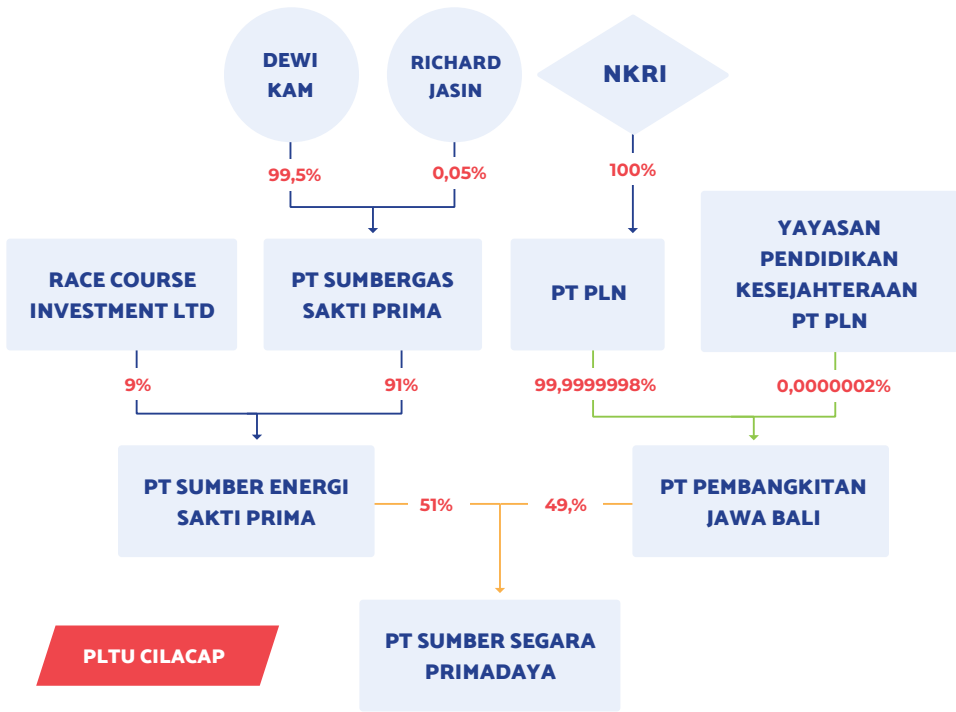 DEWI
KAM
RICHARD
JASIN
NKRI
99,5%
0,05%
100%
RACE COURSE
INVESTMENT LTD
PT SUMBERGAS
SAKTI PRIMA
PT PLN
YAYASAN
PENDIDIKAN
KESEJAHTERAAN
PT PLN
9%
91%
99,9999998%
0,0000002%
PT SUMBER ENERGI
SAKTI PRIMA
51%
49,%
PT PEMBANGKITAN
JAWA BALI
PLTU CILACAP
PT SUMBER SEGARA
PRIMADAYA